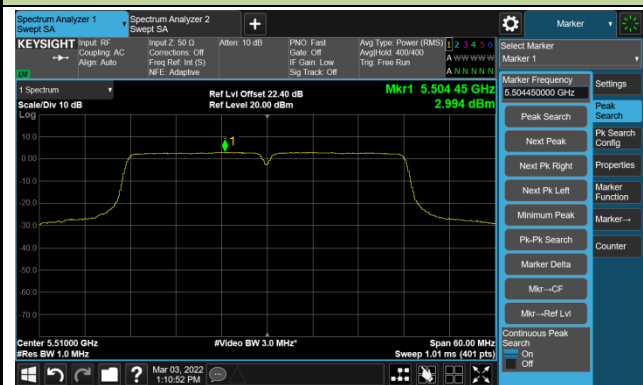 Spectrum Analyzer 1
Swept SA
Spectrum Analyzer 2
Swept SA
+
Marker
KEYSIGHT
Input: RF
Coupling: AC
Align: Auto
Input Z: 50 Ω
Corrections: Off
Freq Ref: Int (S)
NFE: Adaptive
Atten: 10 dB
PNO: Fast
Gate: Off
IF Gain: Low
Sig Track: Off
Avg Type: Power (RMS)
Avg|Hold: 400/400
Trig: Free Run
1 2 3 4 5 6
A W W W W W
A N N N N N
Select Marker
Marker 1
LXI
1 Spectrum
Scale/Div 10 dB
Log
Ref Lvl Offset 22.40 dB
Ref Level 20.00 dBm
Mkr1 5.504 45 GHz
2.994 dBm
10.0
0.00
-10.0
-20.0
-30.0
-40.0
-50.0
-60.0
-70.0
1
Center 5.51000 GHz
#Res BW 1.0 MHz
#Video BW 3.0 MHz*
Span 60.00 MHz
Sweep 1.01 ms (401 pts)
Marker Frequency
5.504450000 GHz
Peak Search
Next Peak
Next Pk Right
Next Pk Left
Minimum Peak
Pk-Pk Search
Marker Delta
Mkr→CF
Mkr→Ref Lvl
Continuous Peak
Search
On
Off
Settings
Peak
Search
Pk Search
Config
Properties
Marker
Function
Marker→
Counter
?
Mar 03, 2022
1:10:52 PM